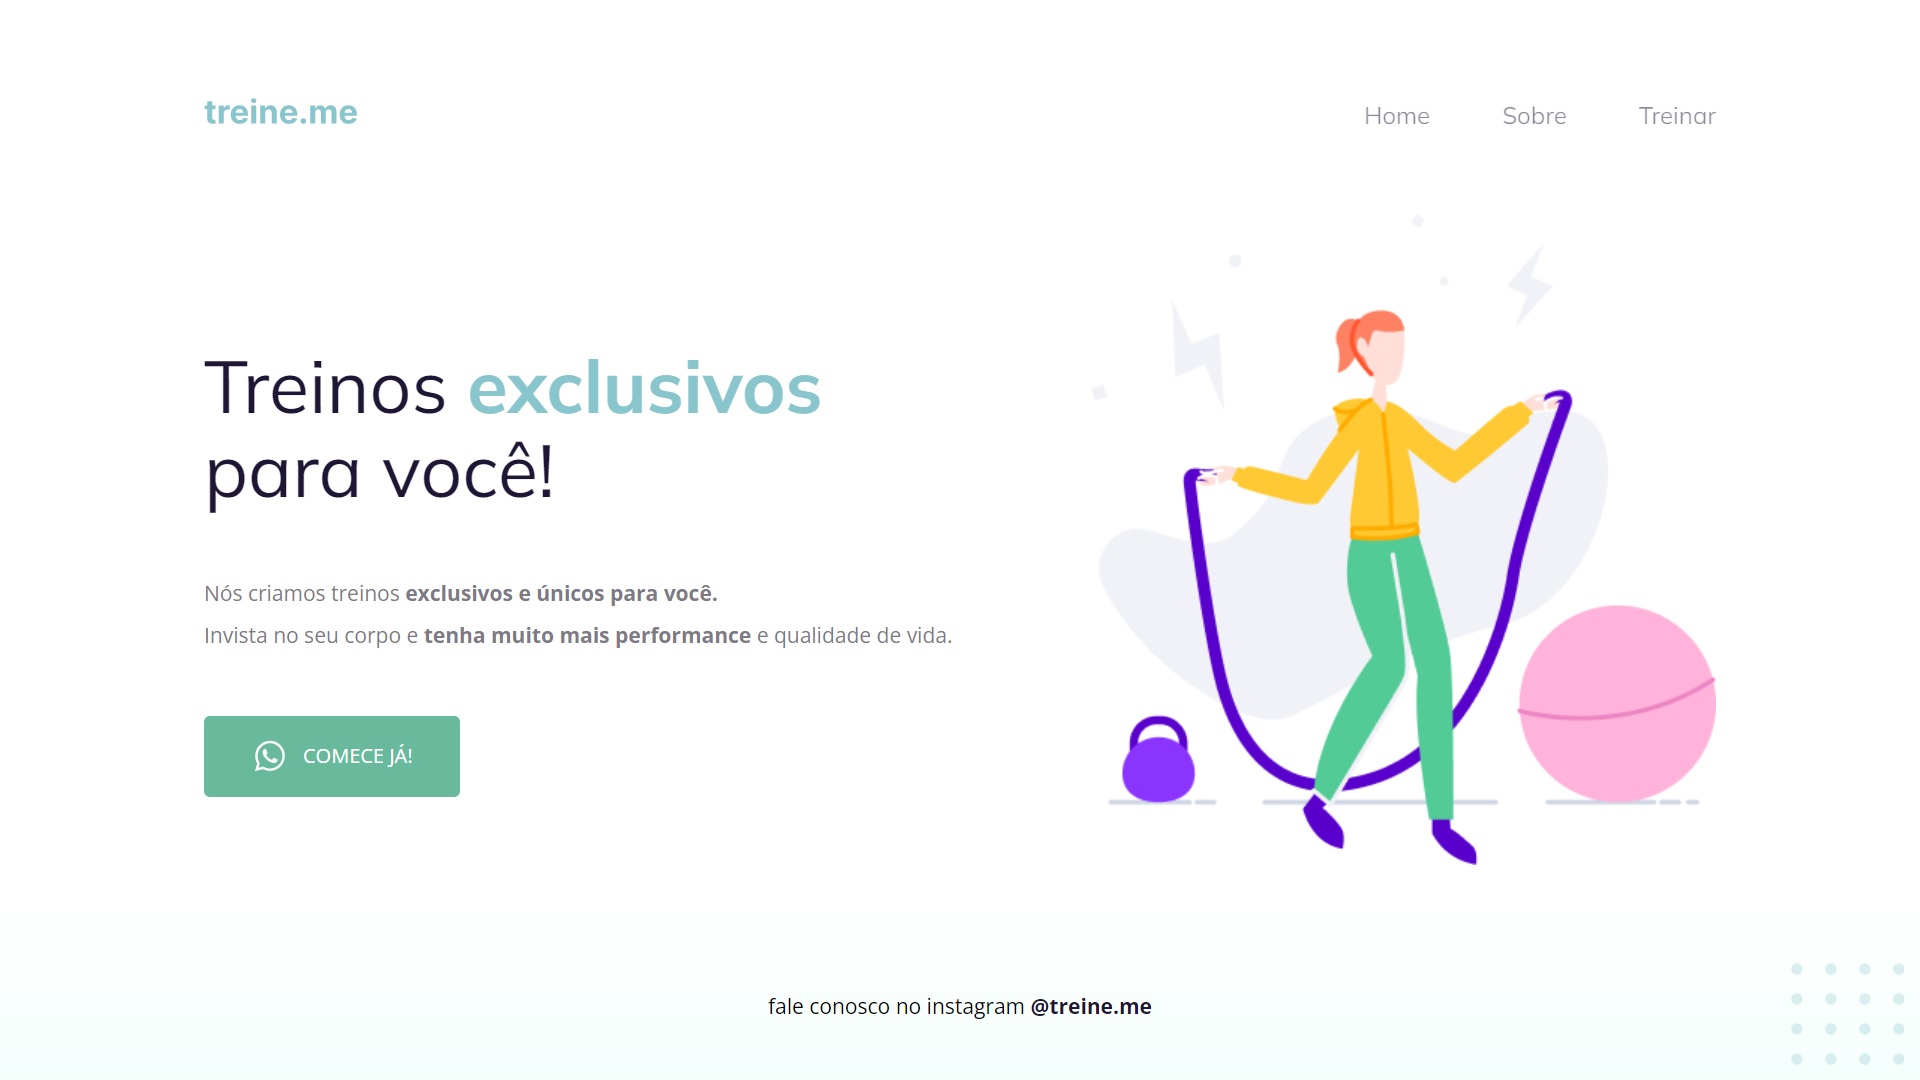 treine.me
Home
Sobre
Treinar
Treinos exclusivos
para você!
Nós criamos treinos exclusivos e únicos para você.
Invista no seu corpo e tenha muito mais performance e qualidade de vida.
COMECE JÁ!
fale conosco no instagram @treine.me